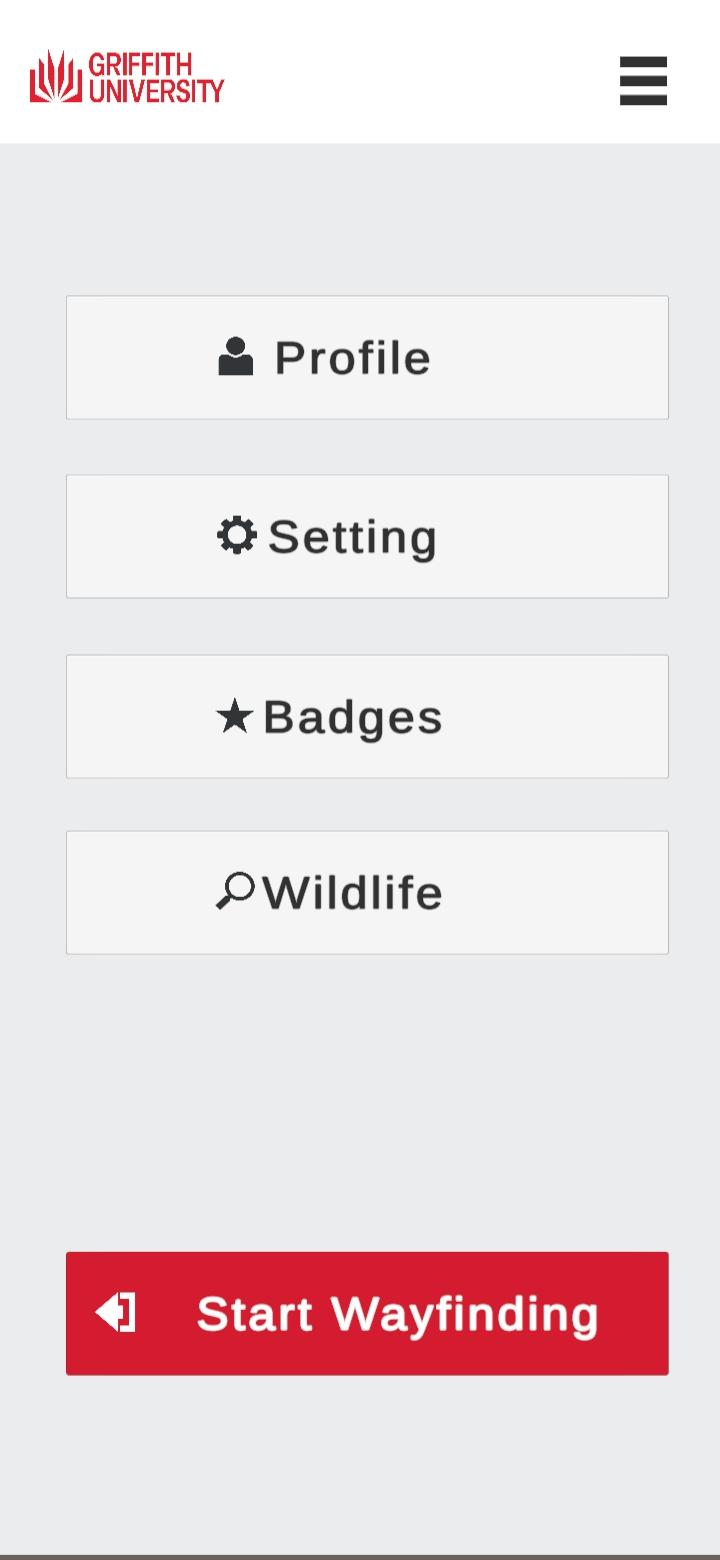 GRIFFITH
UNIVERSITY
Profile
Setting
Badges
Wildlife
Start Wayfinding